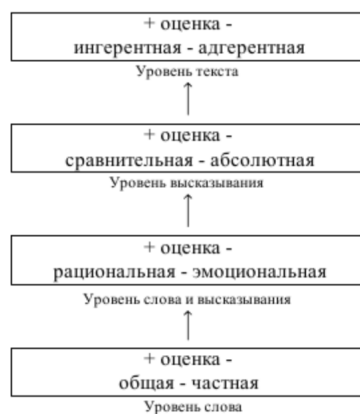 + оценка -
ингерентная - адгерентная
Уровень текста
+ оценка -
сравнительная - абсолютная
Уровень высказывания
+ оценка -
рациональная - эмоциональная
Уровень слова и высказывания
+ оценка -
общая - частная
Уровень слова